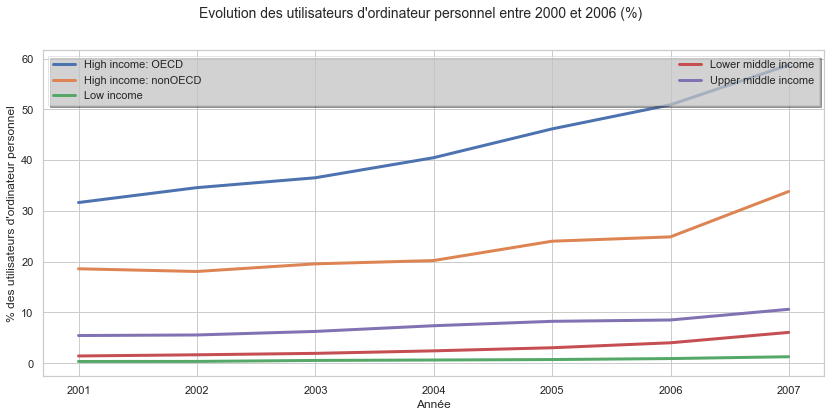 Evolution des utilisateurs d'ordinateur personnel entre 2000 et 2006 (%)
High income: OECD
High income: nonOECD
Low income
Lower middle income
Upper middle income
% des utilisateurs d'ordinateur personnel
60
50
40
30
20
10
0
2001 2002 2003 2004 2005 2006 2007
Année